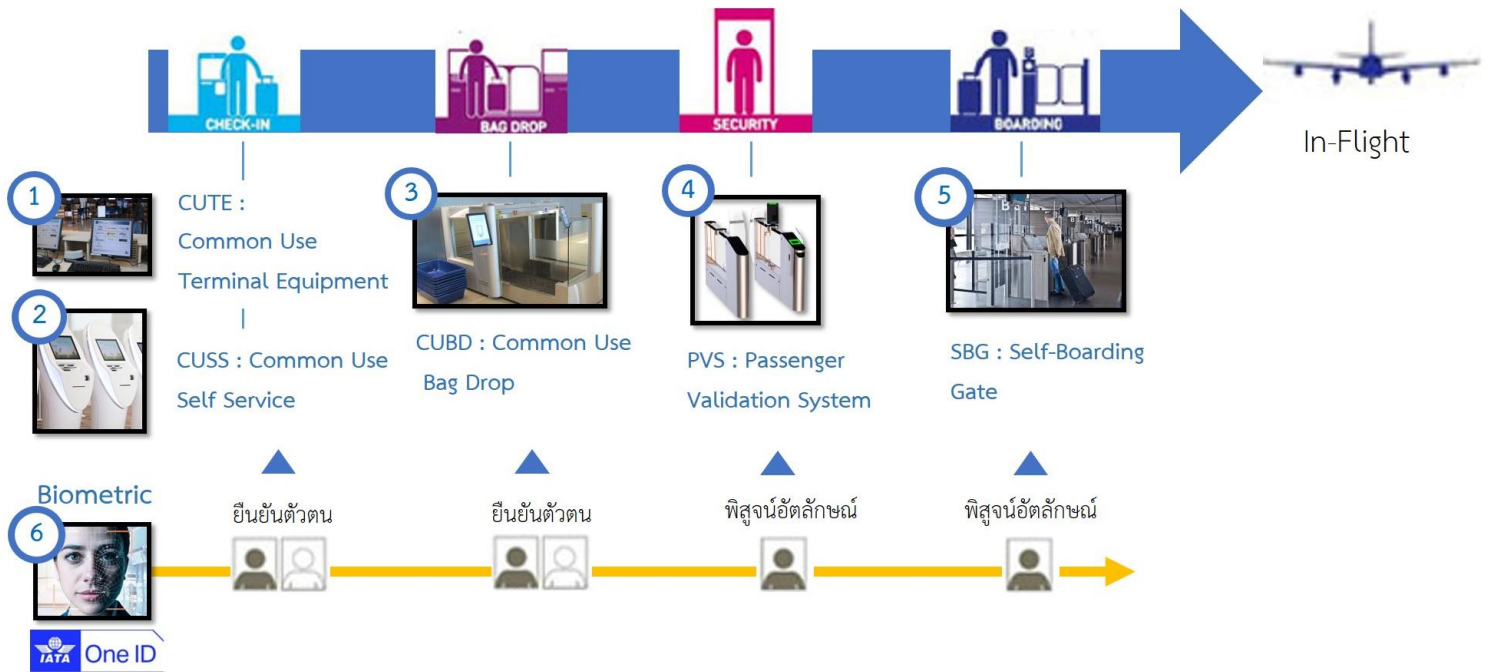 CHECK-IN
BAG DROP
SECURITY
BOARDING
In-Flight
1
CUTE :
Common Use
Terminal Equipment
2
CUSS : Common Use
Self Service
3
CUBD : Common Use
Bag Drop
4
PVS : Passenger
Validation System
5
B
SBG : Self-Boarding
Gate
Biometric
6
ยืนยันตัวตน
ยืนยันตัวตน
พิสูจน์อัตลักษณ์
พิสูจน์อัตลักษณ์
IATA
One ID